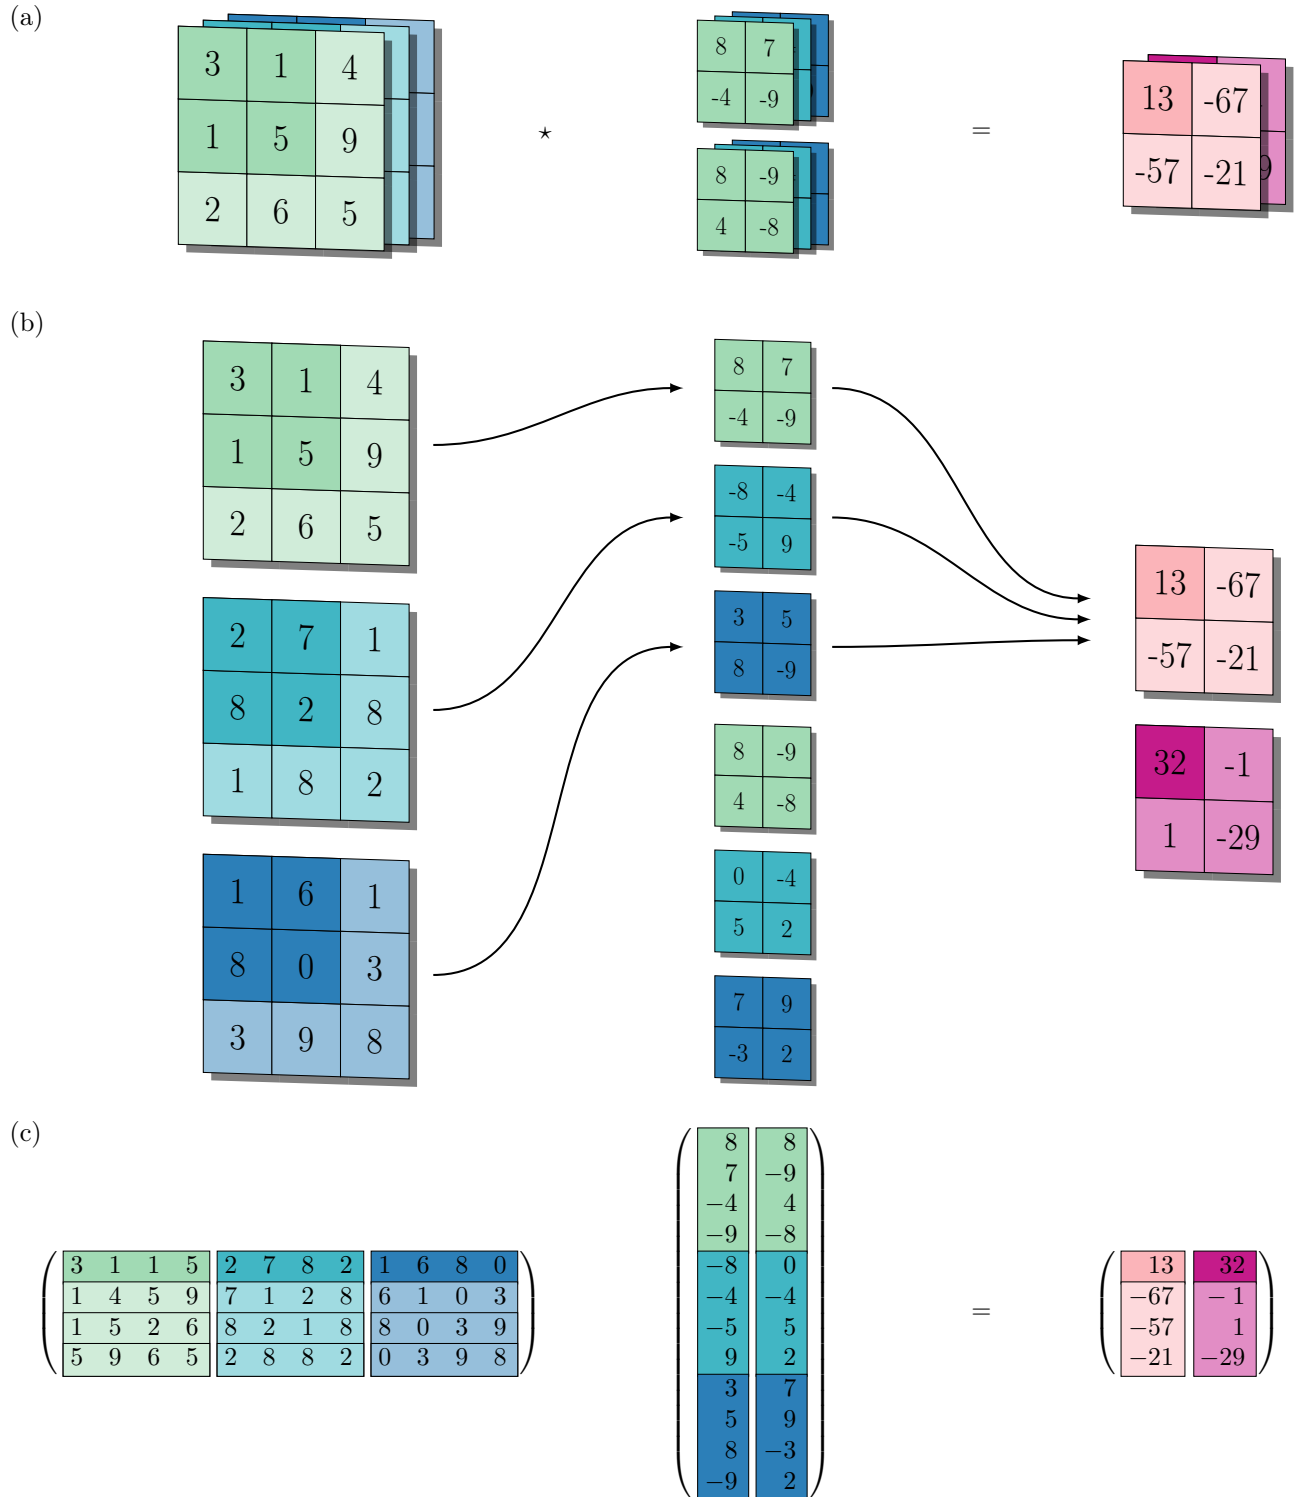 (a)
3 1 4
1 5 9
2 6 5
⋆
8 7
-4 -9
8 -9
4 -8
=
13 -67
-57 -21
9
(b)
3 1 4
1 5 9
2 6 5
2 7 1
8 2 8
1 8 2
1 6 1
8 0 3
3 9 8
8 7
-4 -9
-8 -4
-5 9
3 5
8 -9
8 -9
4 -8
0 -4
5 2
7 9
-3 2
13 -67
-57 -21
32 -1
1 -29
(c)
3 1 1 5 2 7 8 2 1 6 8 0
1 4 5 9 7 1 2 8 6 1 0 3
1 5 2 6 8 2 1 8 8 0 3 9
5 9 6 5 2 8 8 2 0 3 9 8
8 8
7 −9
−4 4
−9 −8
−8 0
−4 −4
−5 5
9 2
3 7
5 9
8 −3
−9 2
=
13 32
−67 − 1
−57 1
−21 −29